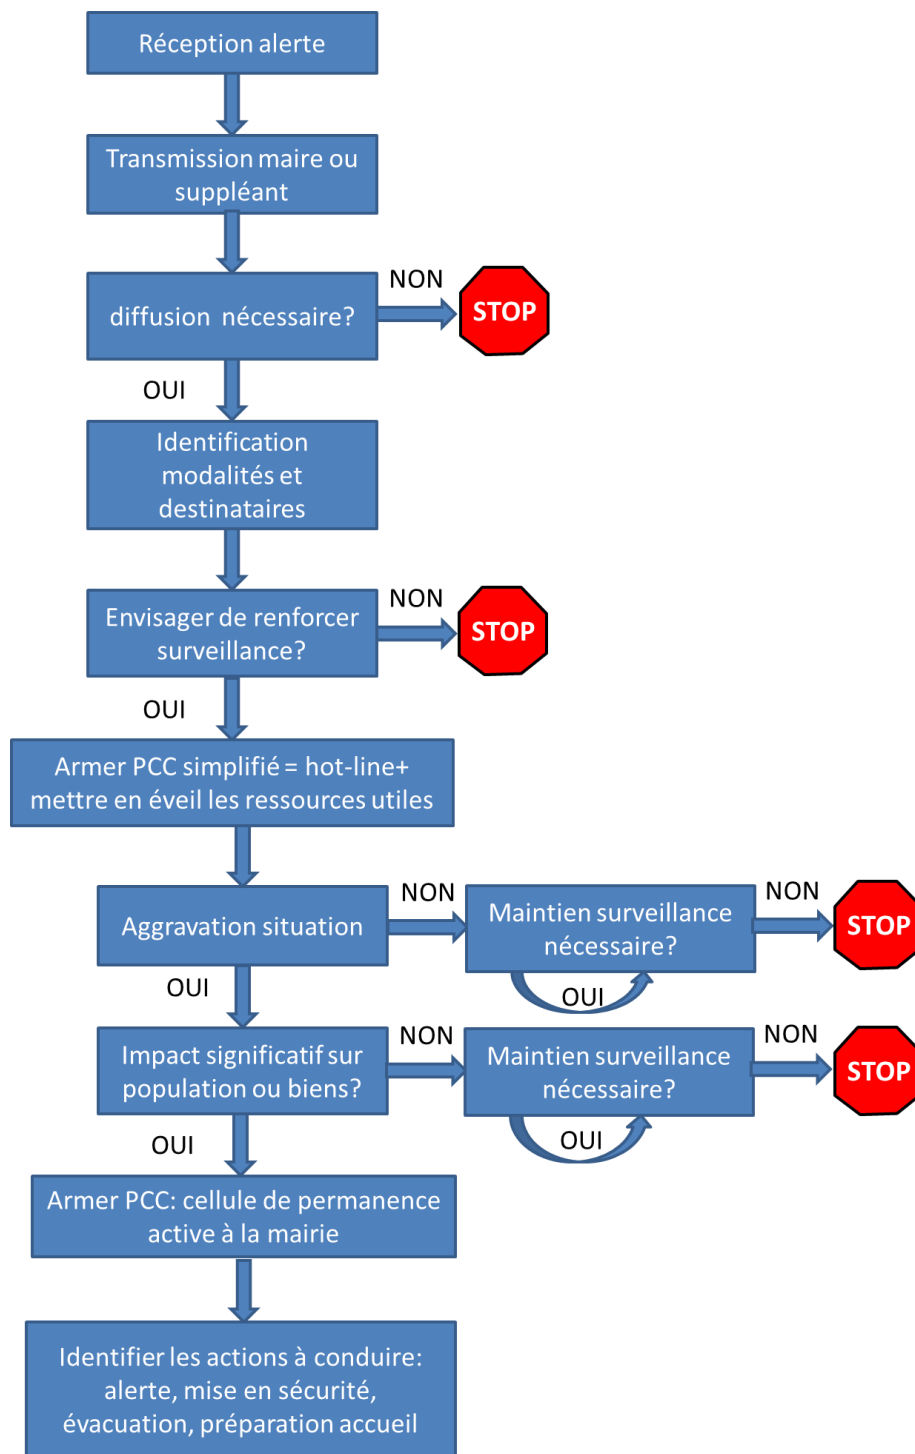 Réception alerte
Transmission maire ou
suppléant
diffusion nécessaire?
NON
STOP
OUI
Identification
modalités et
destinataires
Envisager de renforcer
surveillance?
NON
STOP
OUI
Armer PCC simplifié = hot-line+
mettre en éveil les ressources utiles
Aggravation situation
NON
Maintien surveillance
nécessaire?
NON
STOP
OUI
OUI
Impact significatif sur
population ou biens?
NON
Maintien surveillance
nécessaire?
NON
STOP
OUI
OUI
Armer PCC: cellule de permanence
active à la mairie
Identifier les actions à conduire:
alerte, mise en sécurité,
évacuation, préparation accueil